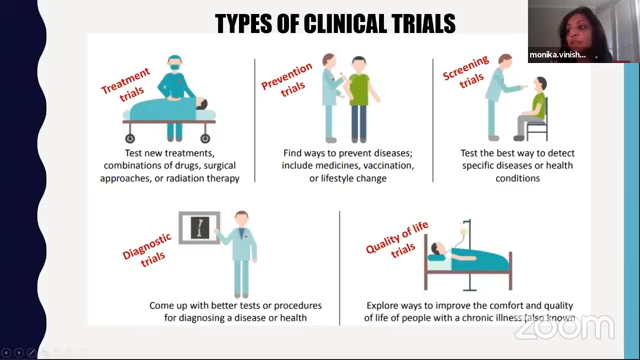 TYPES OF CLINICAL TRIALS
monika.vinish...
Treatment
trials
Test new treatments,
combinations of drugs, surgical
approaches, or radiation therapy
Prevention
trials
Find ways to prevent diseases;
include medicines, vaccination,
or lifestyle change
Screening
trials
Test the best way to detect
specific diseases or health
conditions
Diagnostic
trials
Come up with better tests or procedures
for diagnosing a disease or health
Quality of life
trials
Explore ways to improve the comfort and quality
of life of people with a chronic illness (also known
zoom